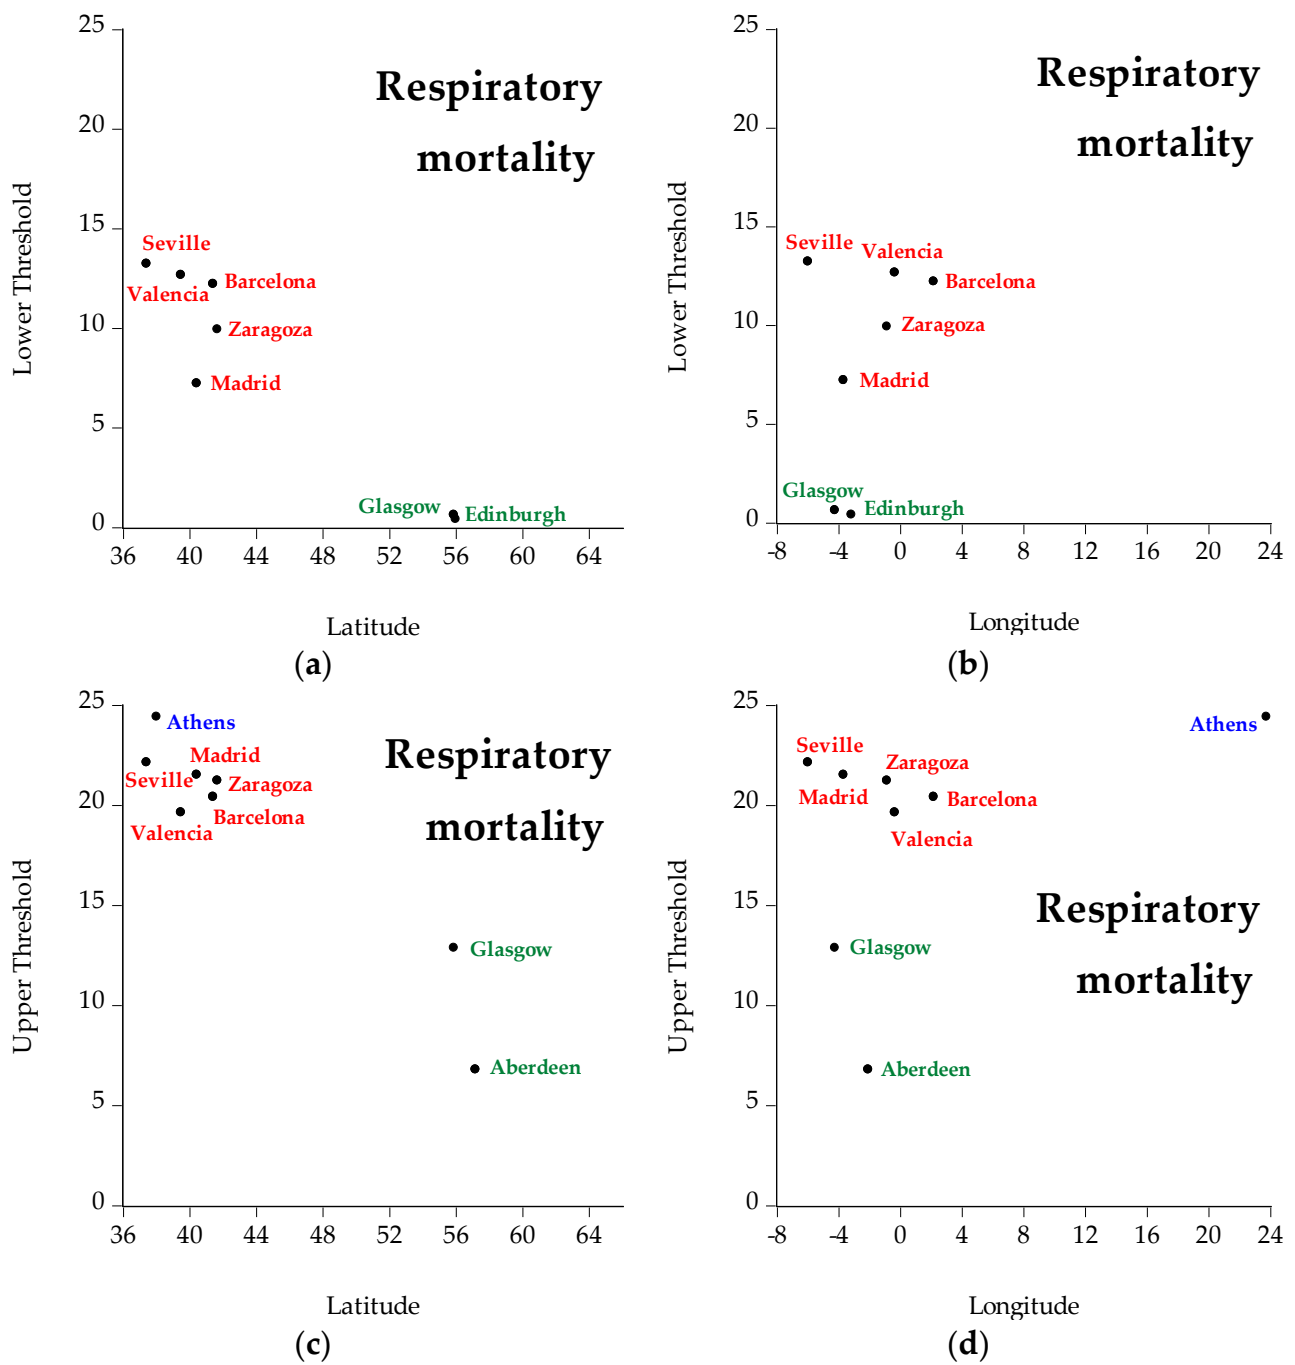 25
20
15
10
5
0
Lower Threshold
Respiratory
mortality
Seville
Valencia
Barcelona
Zaragoza
Madrid
Glasgow
Edinburgh
36 40 44 48 52 56 60 64
Latitude
(a)
25
20
15
10
5
0
Lower Threshold
Respiratory
mortality
Seville
Valencia
Barcelona
Zaragoza
Madrid
Glasgow
Edinburgh
-8 -4 0 4 8 12 16 20 24
Longitude
(b)
25
20
15
10
5
0
Upper Threshold
Respiratory
mortality
Athens
Madrid
Seville
Zaragoza
Barcelona
Valencia
Glasgow
Aberdeen
36 40 44 48 52 56 60 64
Latitude
(c)
25
20
15
10
5
0
Upper Threshold
Athens
Seville
Zaragoza
Madrid
Barcelona
Valencia
Respiratory
mortality
Glasgow
Aberdeen
-8 -4 0 4 8 12 16 20 24
Longitude
(d)